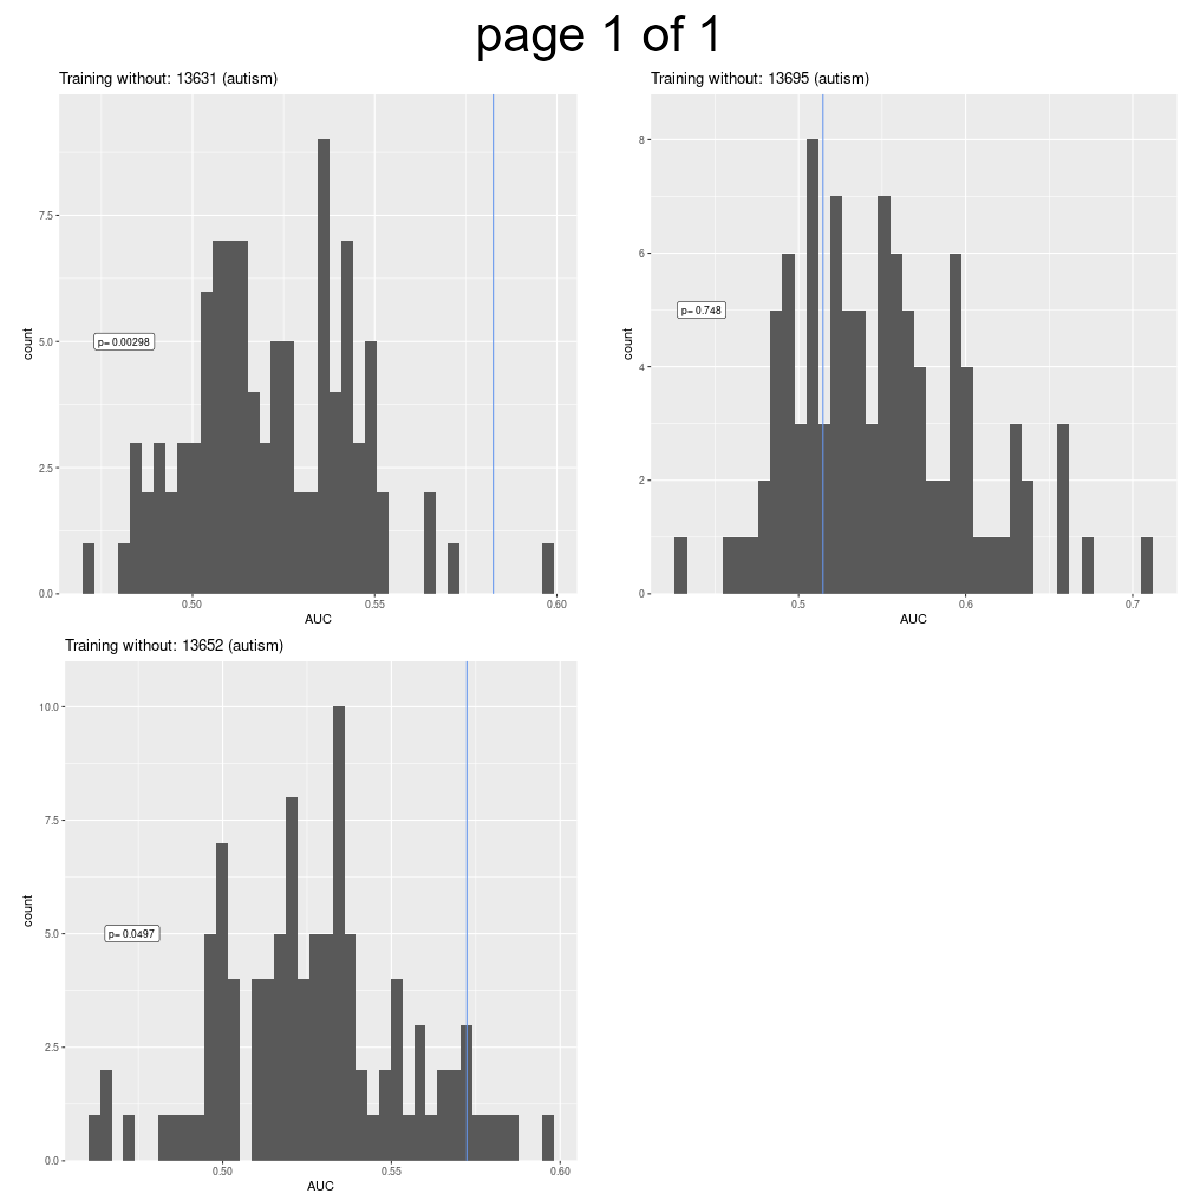 page 1 of 1
Training without: 13631 (autism)
count
7.5
5.0
2.5
0.0
p= 0.00298
0.50
0.55
0.60
AUC
Training without: 13695 (autism)
count
8
6
4
2
0
p= 0.748
0.5
0.6
0.7
AUC
Training without: 13652 (autism)
count
10.0
7.5
5.0
2.5
0.0
p= 0.0497
0.50
0.55
0.60
AUC